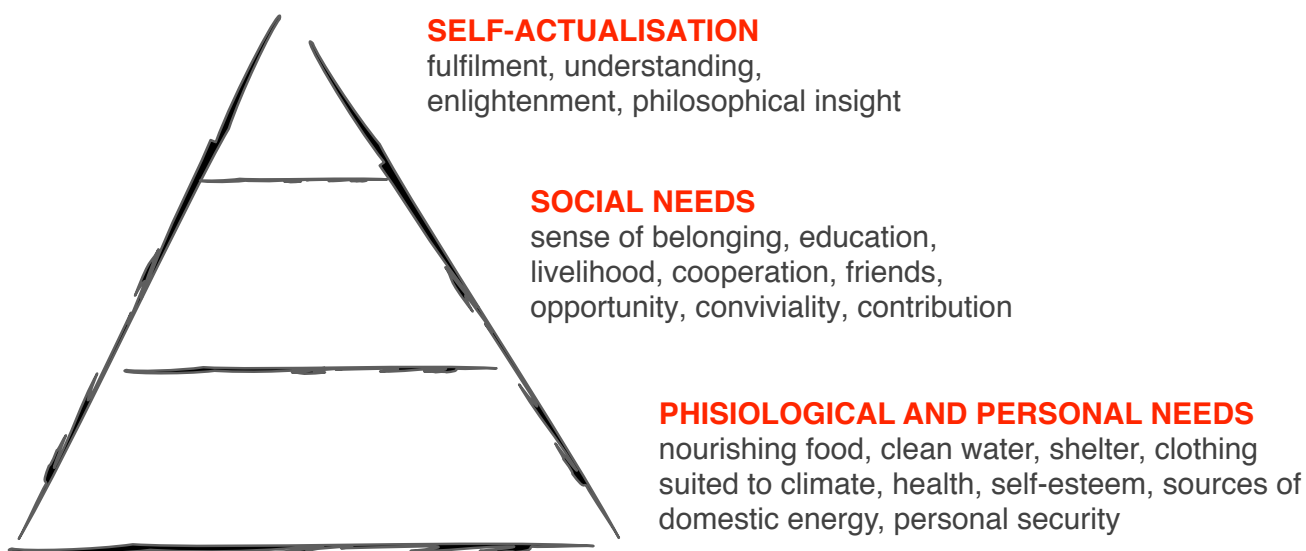 SELF-ACTUALISATION
fulfilment, understanding,
enlightenment, philosophical insight
SOCIAL NEEDS
sense of belonging, education,
livelihood, cooperation, friends,
opportunity, conviviality, contribution
PHISIOLOGICAL AND PERSONAL NEEDS
nourishing food, clean water, shelter, clothing
suited to climate, health, self-esteem, sources of
domestic energy, personal security